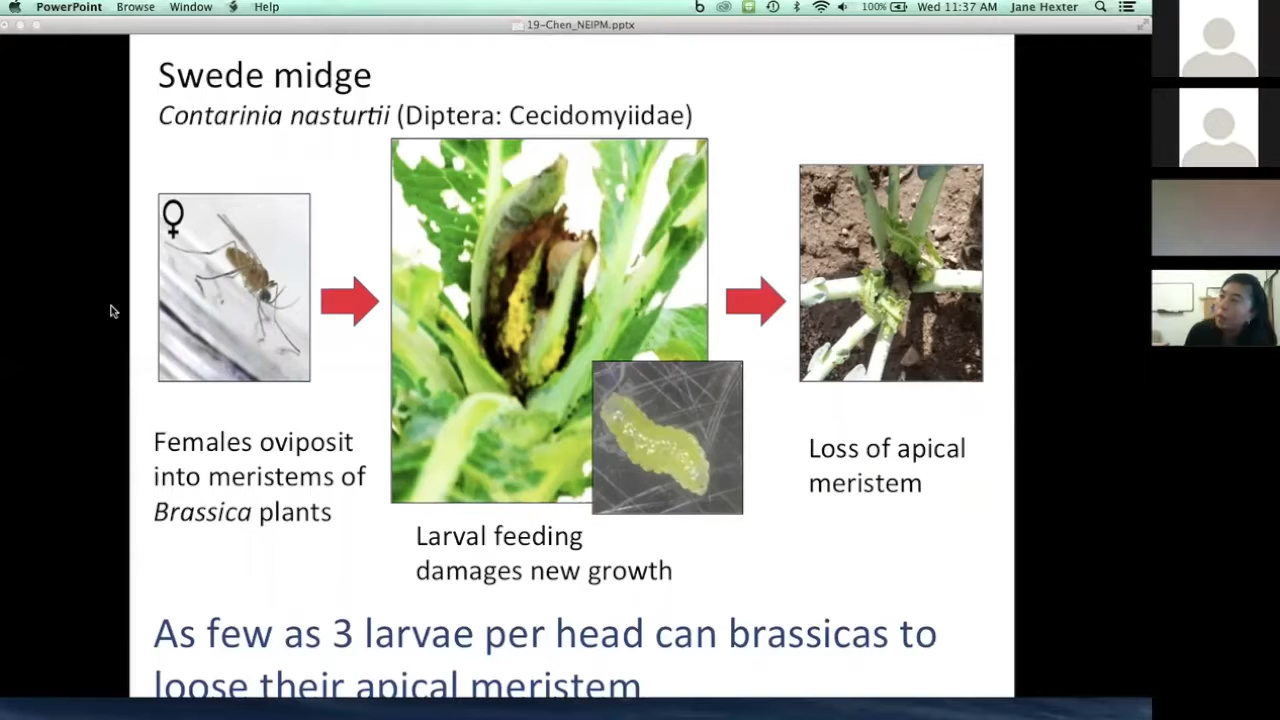 PowerPoint Browse Window Help 100% Wed 11:37 AM Jane Hexter
19-Chen_NEIPM.pptx
Swede midge
Contarinia nasturtii (Diptera: Cecidomyiidae)
♀
Females oviposit
into meristems of
Brassica plants
Larval feeding
damages new growth
Loss of apical
meristem
As few as 3 larvae per head can brassicas to
loose their apical meristem